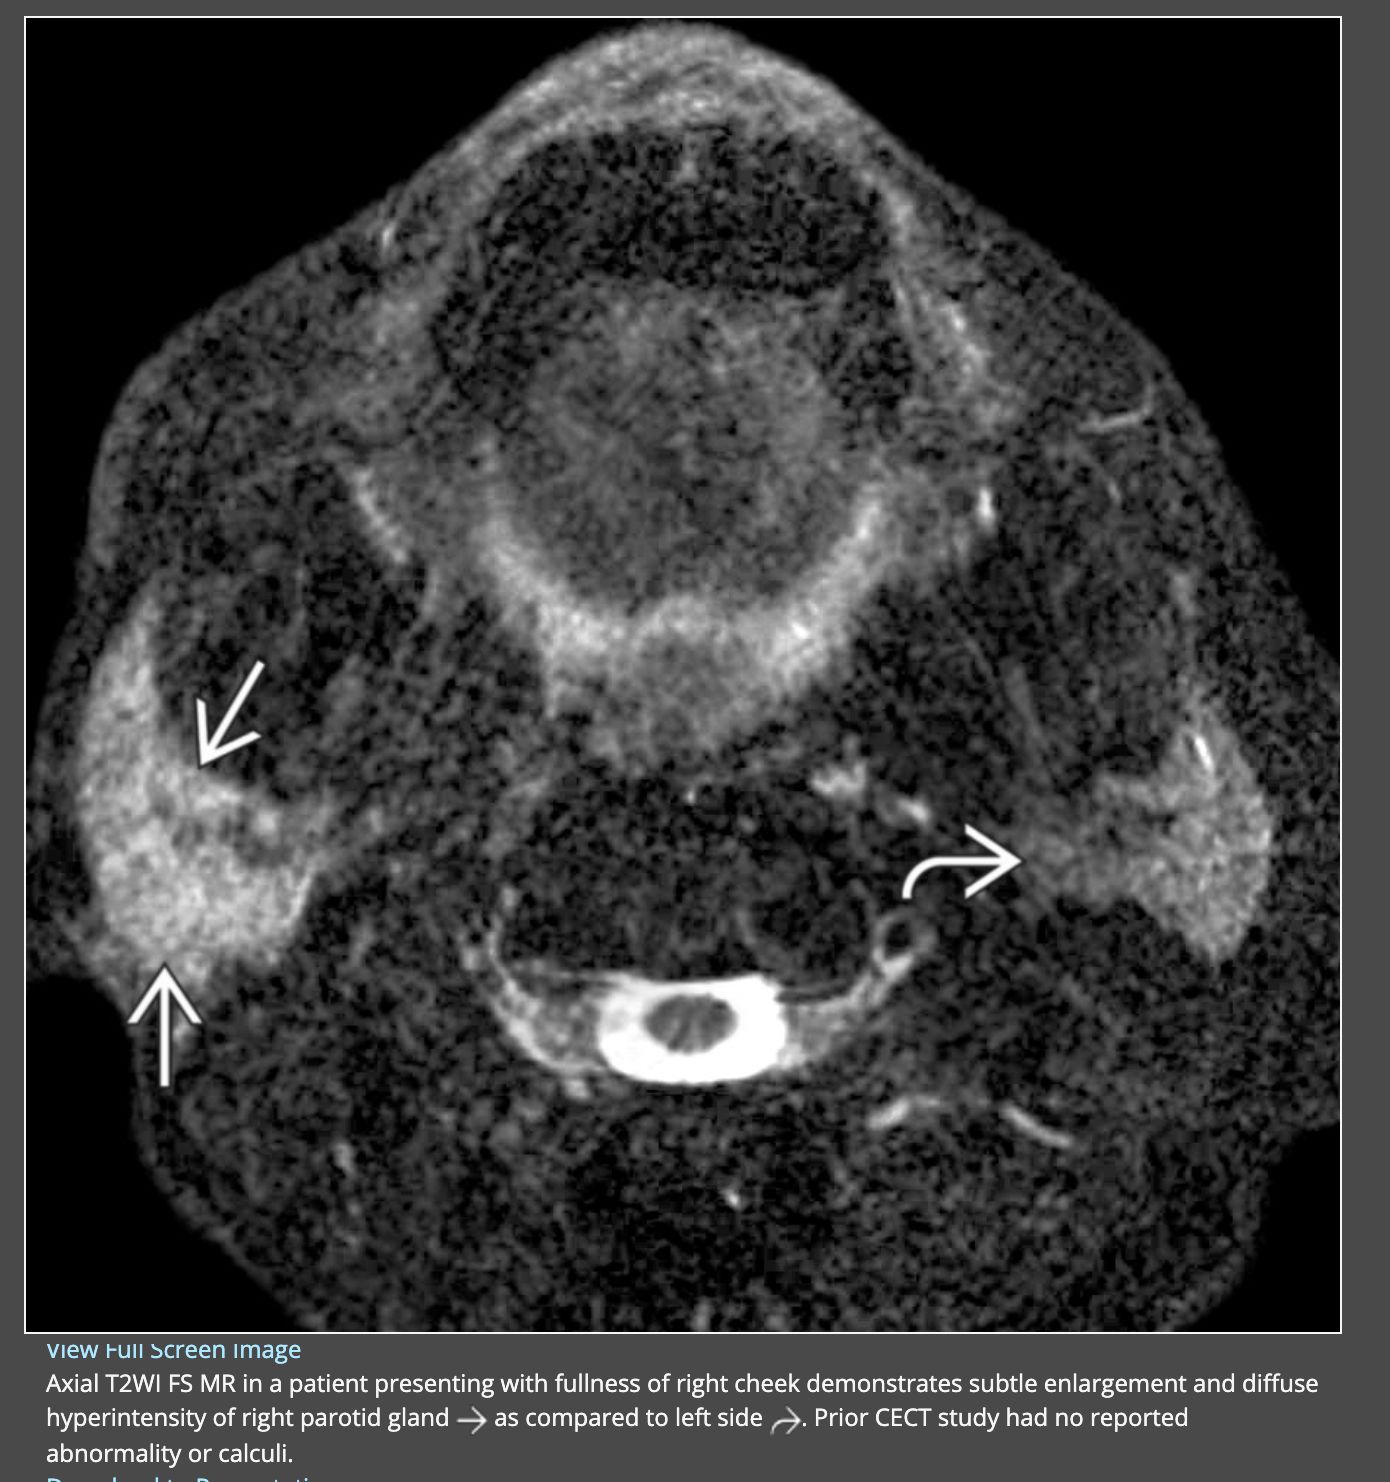 View Full Screen Image
Axial T2WI FS MR in a patient presenting with fullness of right cheek demonstrates subtle enlargement and diffuse
hyperintensity of right parotid gland → as compared to left side ↷. Prior CECT study had no reported
abnormality or calculi.